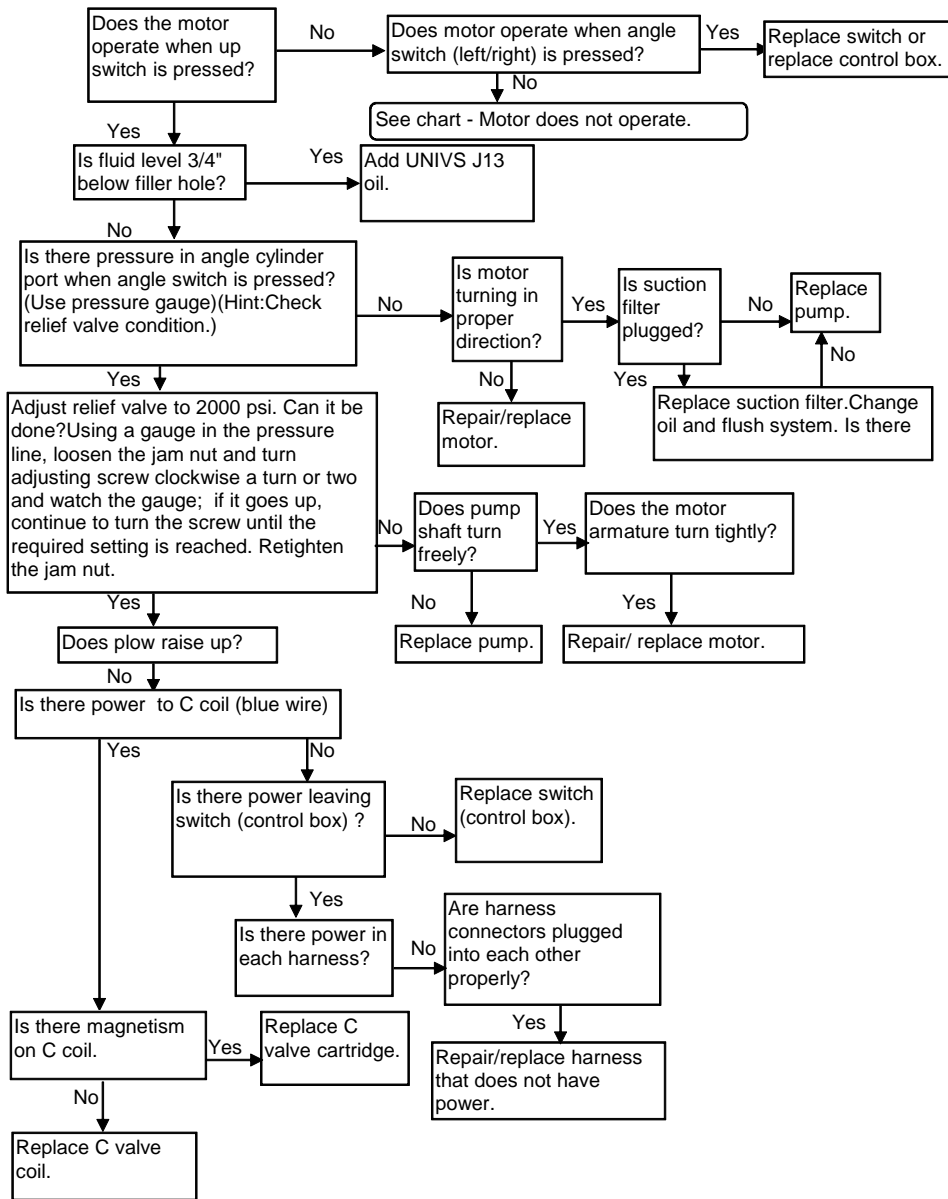 Does the motor
operate when up
switch is pressed?
No
Does motor operate when angle
switch (left/right) is pressed?
Yes
Replace switch or
replace control box.
No
See chart - Motor does not operate.
Yes
Is fluid level 3/4"
below filler hole?
Yes
Add UNIVS J13
oil.
No
Is there pressure in angle cylinder
port when angle switch is pressed?
(Use pressure gauge)(Hint:Check
relief valve condition.)
No
Is motor
turning in
proper
direction?
Yes
Is suction
filter
plugged?
No
Replace
pump.
No
Repair/replace
motor.
Yes
Replace suction filter.Change
oil and flush system. Is there
No
Yes
Adjust relief valve to 2000 psi. Can it be
done?Using a gauge in the pressure
line, loosen the jam nut and turn
adjusting screw clockwise a turn or two
and watch the gauge; if it goes up,
continue to turn the screw until the
required setting is reached. Retighten
the jam nut.
No
Does pump
shaft turn
freely?
Yes
Does the motor
armature turn tightly?
No
Replace pump.
Yes
Repair/ replace motor.
Yes
Does plow raise up?
No
Is there power to C coil (blue wire)
Yes
No
Is there power leaving
switch (control box) ?
No
Replace switch
(control box).
Yes
Is there power in
each harness?
No
Are harness
connectors plugged
into each other
properly?
Yes
Repair/replace harness
that does not have
power.
Is there magnetism
on C coil.
Yes
Replace C
valve cartridge.
No
Replace C valve
coil.